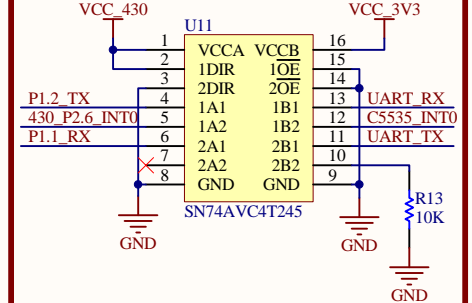 VCC_430 VCC_3V3
U11
1 VCCA VCCB 16
2 1DIR 1OE 15
3 2DIR 2OE 14
P1.2_TX 4 1A1 1B1 13 UART_RX
430_P2.6_INT0 5 1A2 1B2 12 C5535_INT0
P1.1_RX 6 2A1 2B1 11 UART_TX
7 2A2 2B2 10
8 GND GND 9
SN74AVC4T245
R13
10K
GND GND
GND